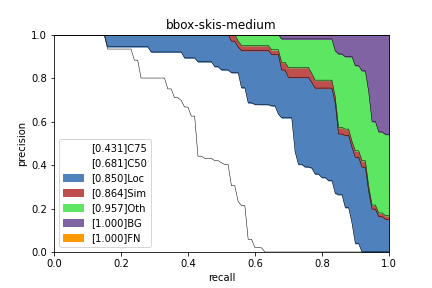 bbox-skis-medium
1.0
0.8
0.6
0.4
0.2
0.0
precision
[0.431]C75
[0.681]C50
[0.850]Loc
[0.864]Sim
[0.957]Oth
[1.000]BG
[1.000]FN
0.0 0.2 0.4 0.6 0.8 1.0
recall